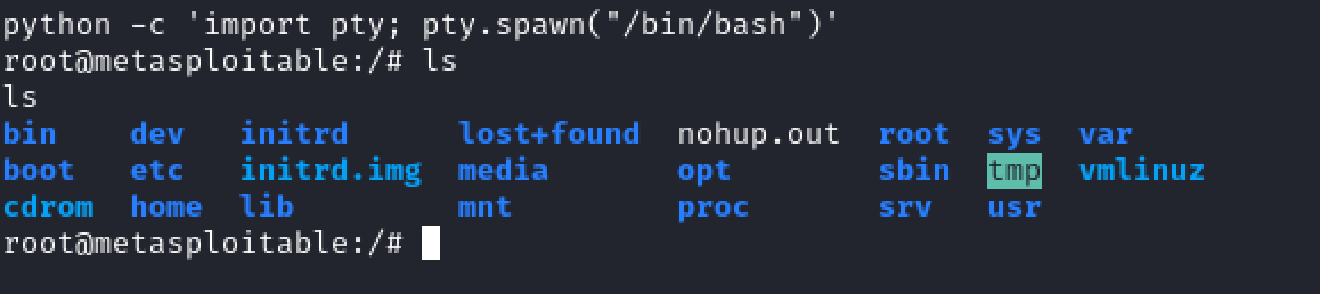 python -c 'import pty; pty.spawn("/bin/bash")'
root@metasploitable:/# ls
ls
bin    dev   initrd      lost+found  nohup.out  root  sys  var
boot   etc   initrd.img  media       opt        sbin  tmp  vmlinuz
cdrom  home  lib         mnt         proc       srv   usr
root@metasploitable:/#